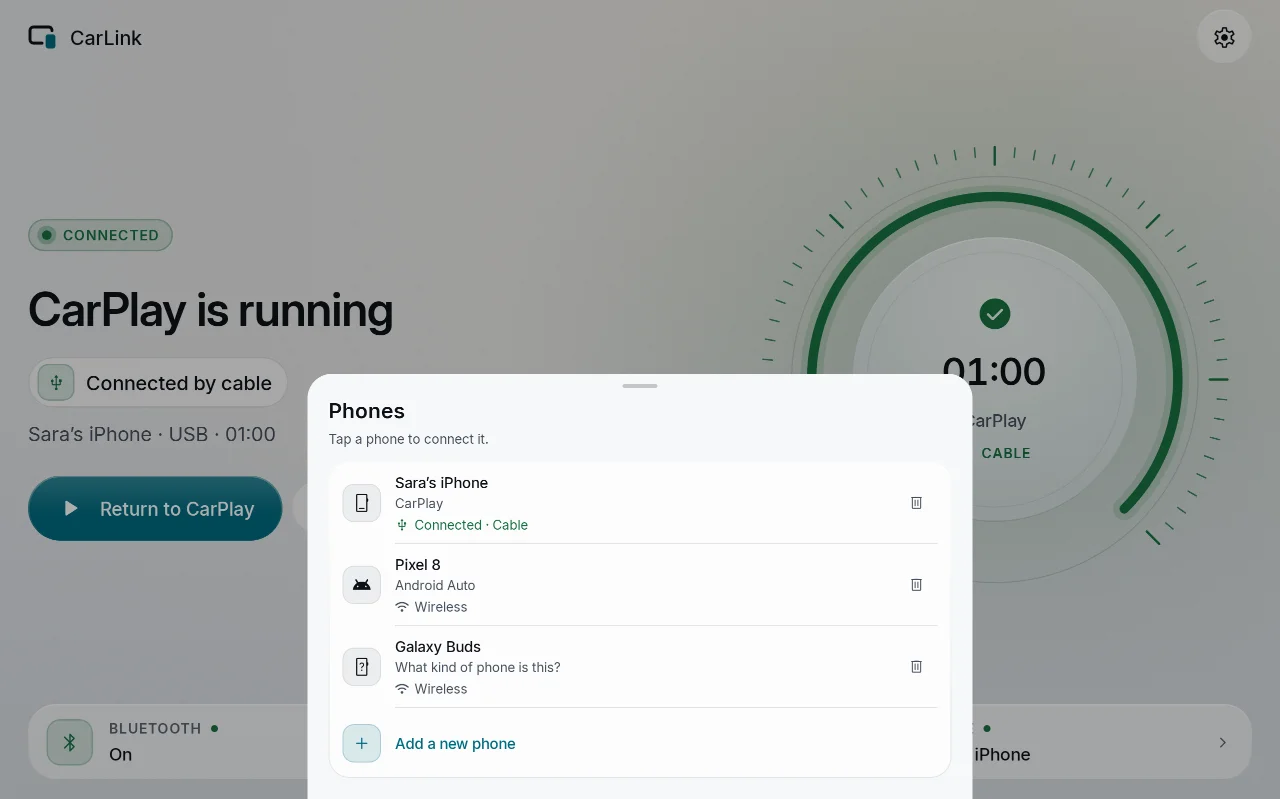 CarLink
CONNECTED
CarPlay is running
Connected by cable
Sara’s iPhone · USB · 01:00
Return to CarPlay
01:00
CarPlay
CABLE
Phones
Tap a phone to connect it.
Sara’s iPhone
CarPlay
Connected · Cable
Pixel 8
Android Auto
Wireless
Galaxy Buds
What kind of phone is this?
Wireless
Add a new phone
BLUETOOTH
On
iPhone